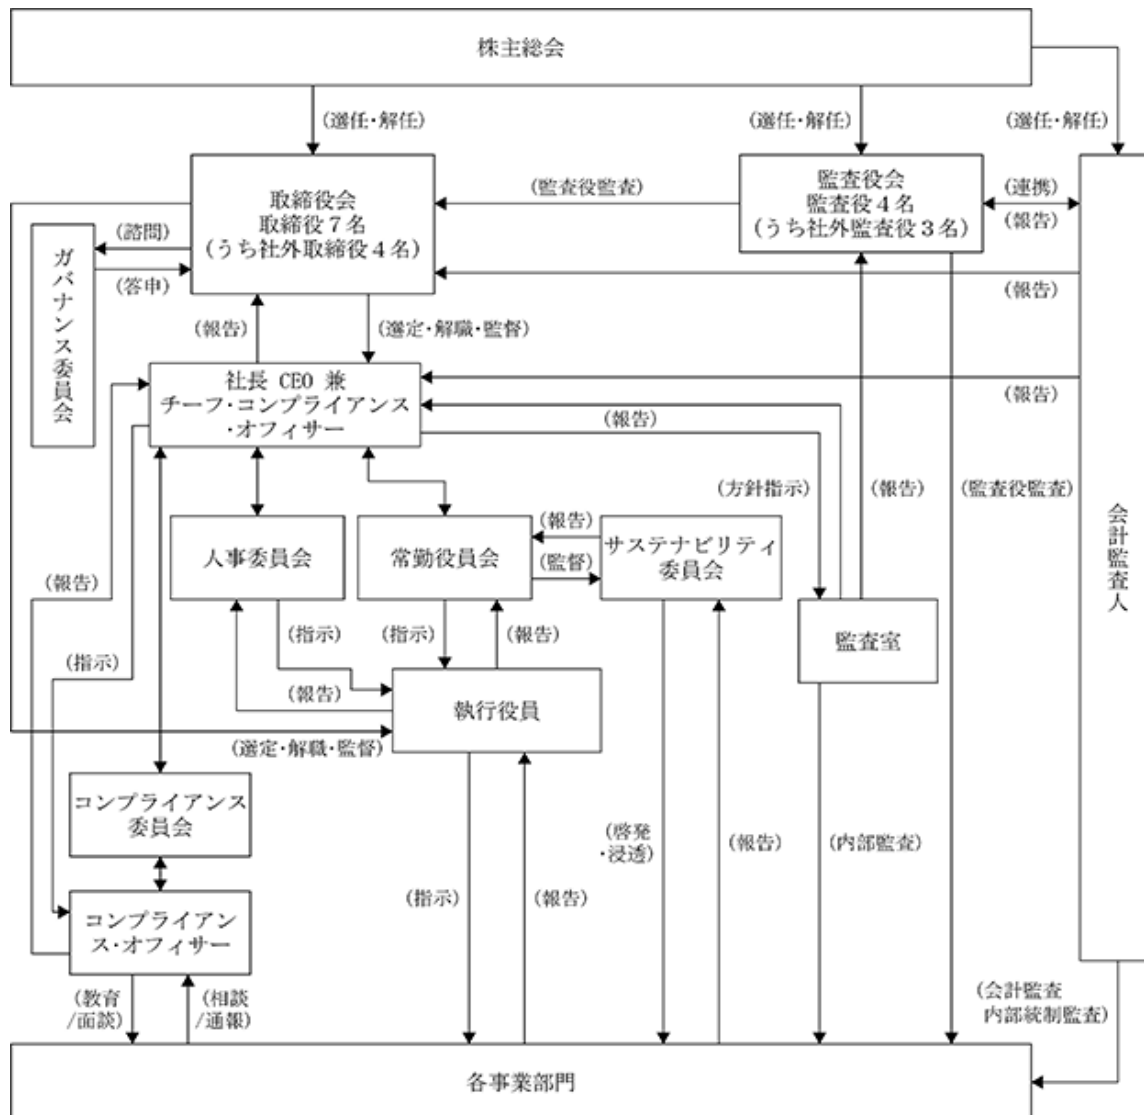 株主総会
(選任・解任)
(選任・解任)
(選任・解任)
取締役会
取締役7名
(うち社外取締役4名)
(監査役監査)
監査役会
監査役4名
(うち社外監査役3名)
(連携)
(報告)
ガバナンス委員会
(諮問)
(答申)
(報告)
(報告)
(選定・解職・監督)
社長 CEO 兼
チーフ・コンプライアンス
・オフィサー
(報告)
(報告)
(方針指示)
(報告)
(監査役監査)
会計監査人
人事委員会
常勤役員会
(報告)
(監督)
サステナビリティ
委員会
(報告)
(指示)
(指示)
(指示)
(報告)
監査室
(報告)
執行役員
(選定・解職・監督)
コンプライアンス
委員会
(啓発
・浸透)
(報告)
(内部監査)
(指示)
(報告)
コンプライアン
ス・オフィサー
(教育
/面談)
(相談
/通報)
(会計監査
内部統制監査)
各事業部門